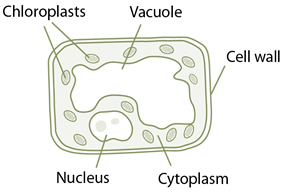 Chloroplasts
Vacuole
Cell wall
Nucleus
Cytoplasm